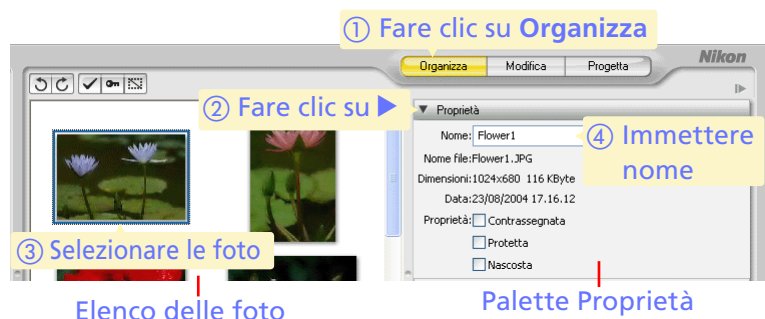 ① Fare clic su Organizza
Organizza Modifica Progetta
Nikon
② Fare clic su ▶
Proprietà
Nome: Flower1
④ Immettere
nome
Nome file:Flower1.JPG
Dimensioni:1024x680 116 KByte
Data:23/08/2004 17.16.12
Proprietà: Contrassegnata
Protetta
Nascosta
③ Selezionare le foto
Elenco delle foto
Palette Proprietà